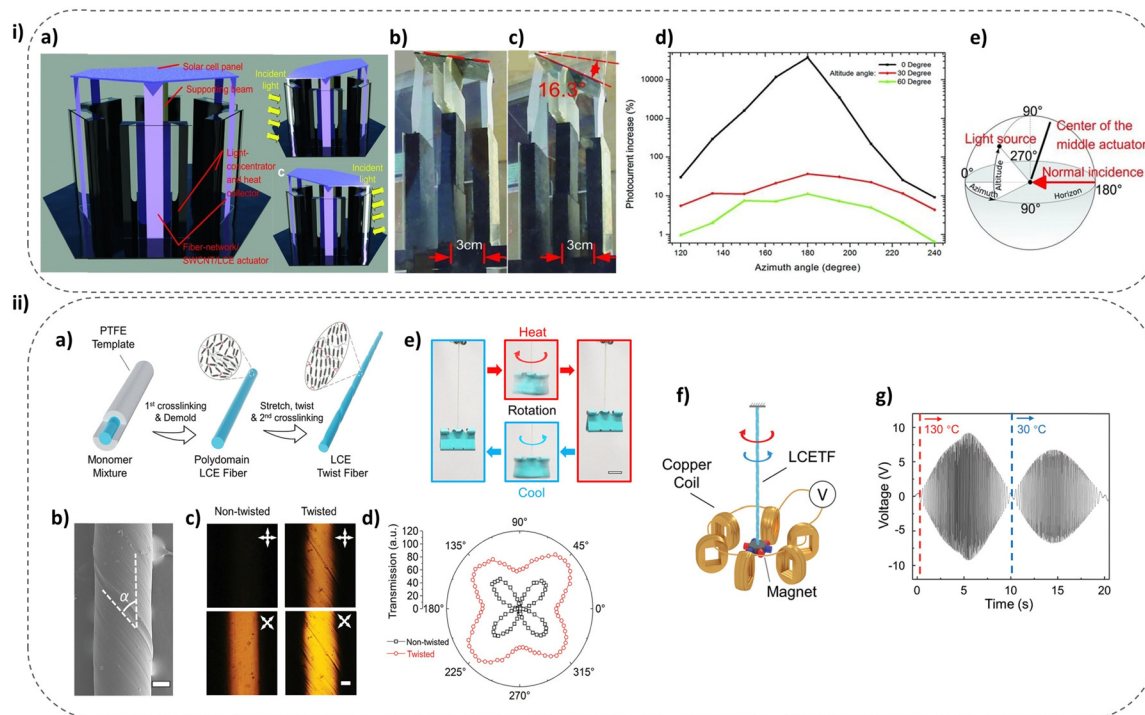 i)
a)
Solar cell panel
Supporting beam
Light-
concentrator
and heat
collector
Fiber-network/
SWCNT/LCE actuator
Incident
light
Incident
light
c
b)
c)
16.3°
3cm
3cm
d)
Photocurrent increase (%)
10000
1000
100
10
1
Altitude angle:
0 Degree
30 Degree
60 Degree
120 140 160 180 200 220 240
Azimuth angle (degree)
e)
90°
Light source
Center of the
middle actuator
270°
Normal incidence
0°
180°
Azimuth
Altitude
Horizon
90°
ii)
a)
PTFE
Template
1st crosslinking
& Demold
Stretch, twist
& 2nd crosslinking
Monomer
Mixture
Polydomain
LCE Fiber
LCE
Twist Fiber
b)
α
c)
Non-twisted
Twisted
d)
Transmission (a.u.)
120
100
80
60
40
20
0
90°
135°
45°
180°
0°
225°
315°
270°
Non-twisted
Twisted
e)
Heat
Rotation
Cool
f)
LCETF
Copper
Coil
V
Magnet
g)
130 °C
30 °C
Voltage (V)
10
5
0
-5
-10
0 5 10 15 20
Time (s)